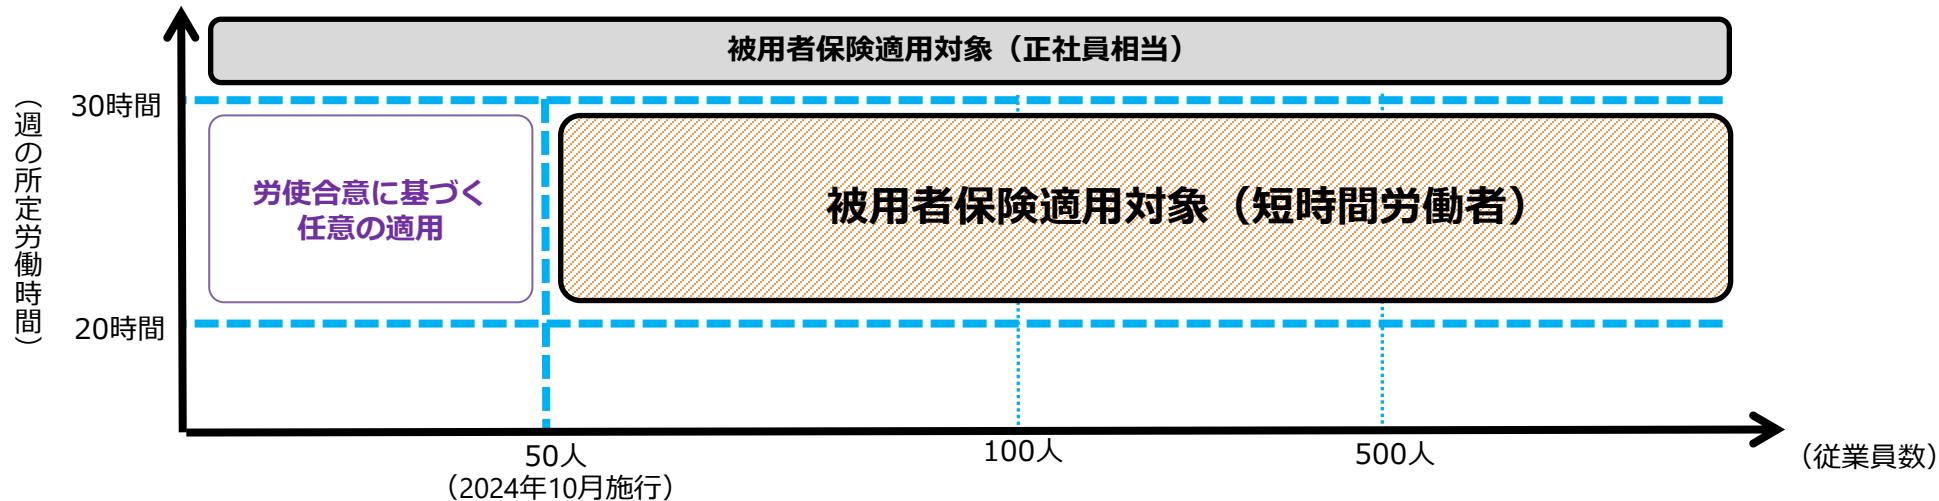 被用者保険適用対象（正社員相当）
（週の所定労働時間）
30時間
労使合意に基づく
任意の適用
被用者保険適用対象（短時間労働者）
20時間
50人
（2024年10月施行）
100人
500人
（従業員数）